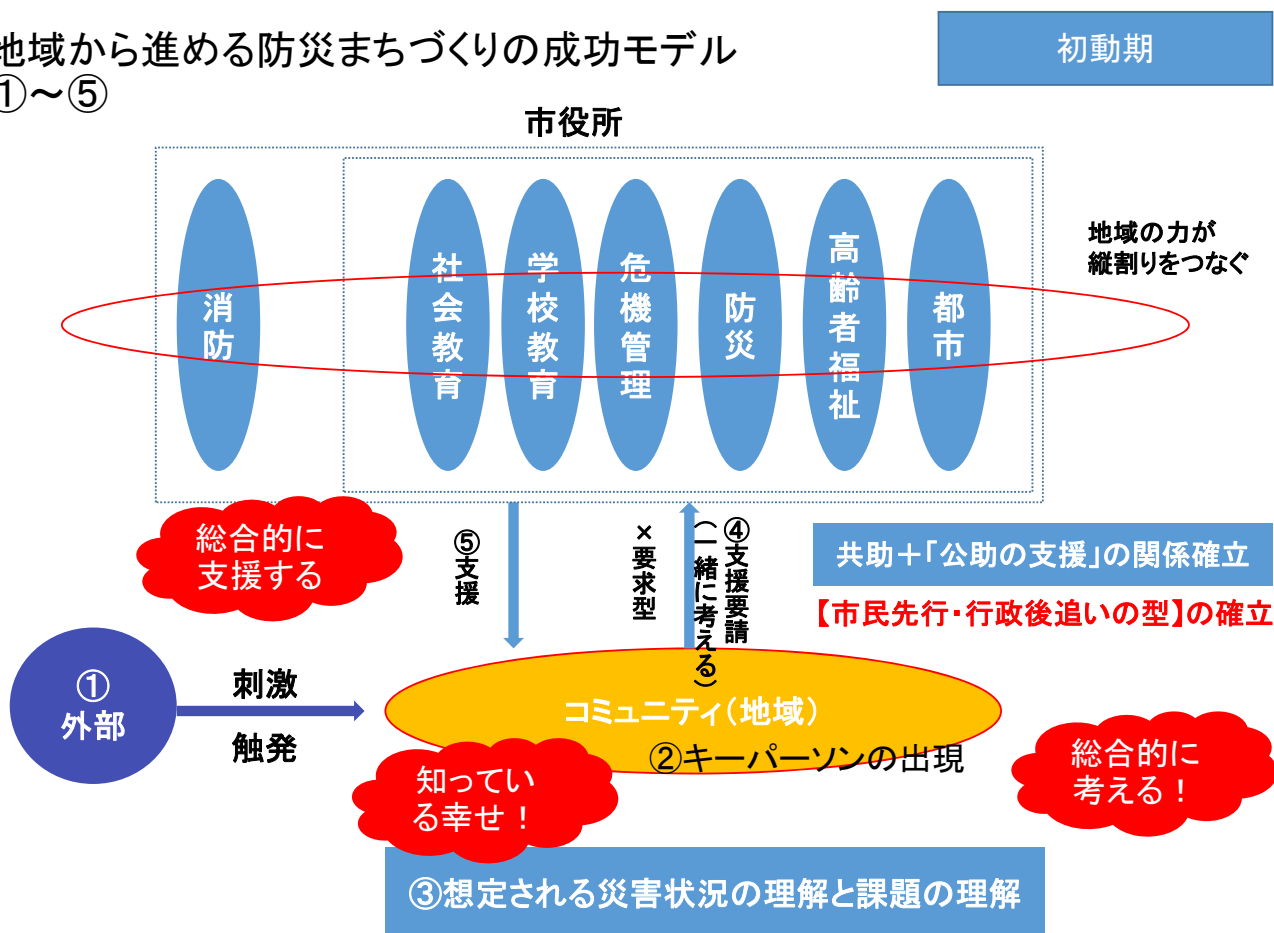 地域から進める防災まちづくりの成功モデル
①～⑤
初動期
市役所
消防
社会教育
学校教育
危機管理
防災
高齢者福祉
都市
地域の力が
縦割りをつなぐ
総合的に
支援する
⑤支援
×要求型
④支援要請
（一緒に考える）
共助＋「公助の支援」の関係確立
【市民先行・行政後追いの型】の確立
①
外部
刺激
触発
コミュニティ（地域）
②キーパーソンの出現
知ってい
る幸せ！
総合的に
考える！
③想定される災害状況の理解と課題の理解